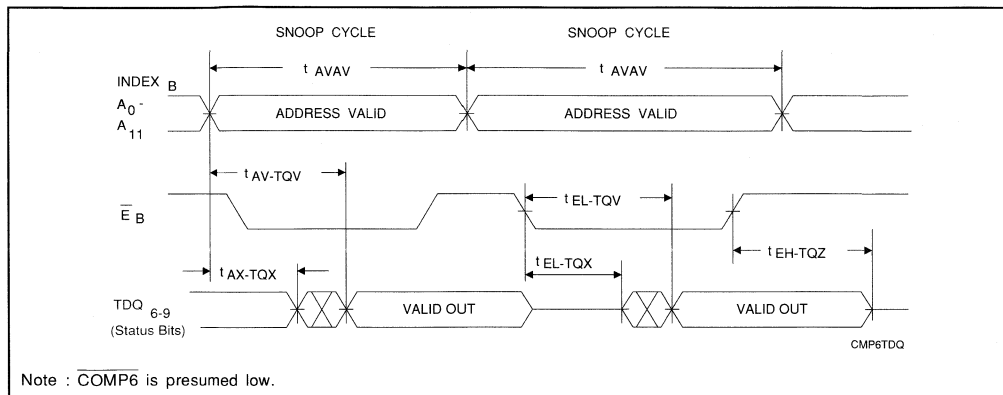 SNOOP CYCLE SNOOP CYCLE
t AVAV t AVAV
INDEX B
A0 -
A11
ADDRESS VALID ADDRESS VALID
t AV-TQV
E̅ B
t EL-TQV
t EH-TQZ
t AX-TQX
t EL-TQX
TDQ 6-9
(Status Bits)
VALID OUT VALID OUT
CMP6TDQ
Note : C̅O̅M̅P̅6̅ is presumed low.